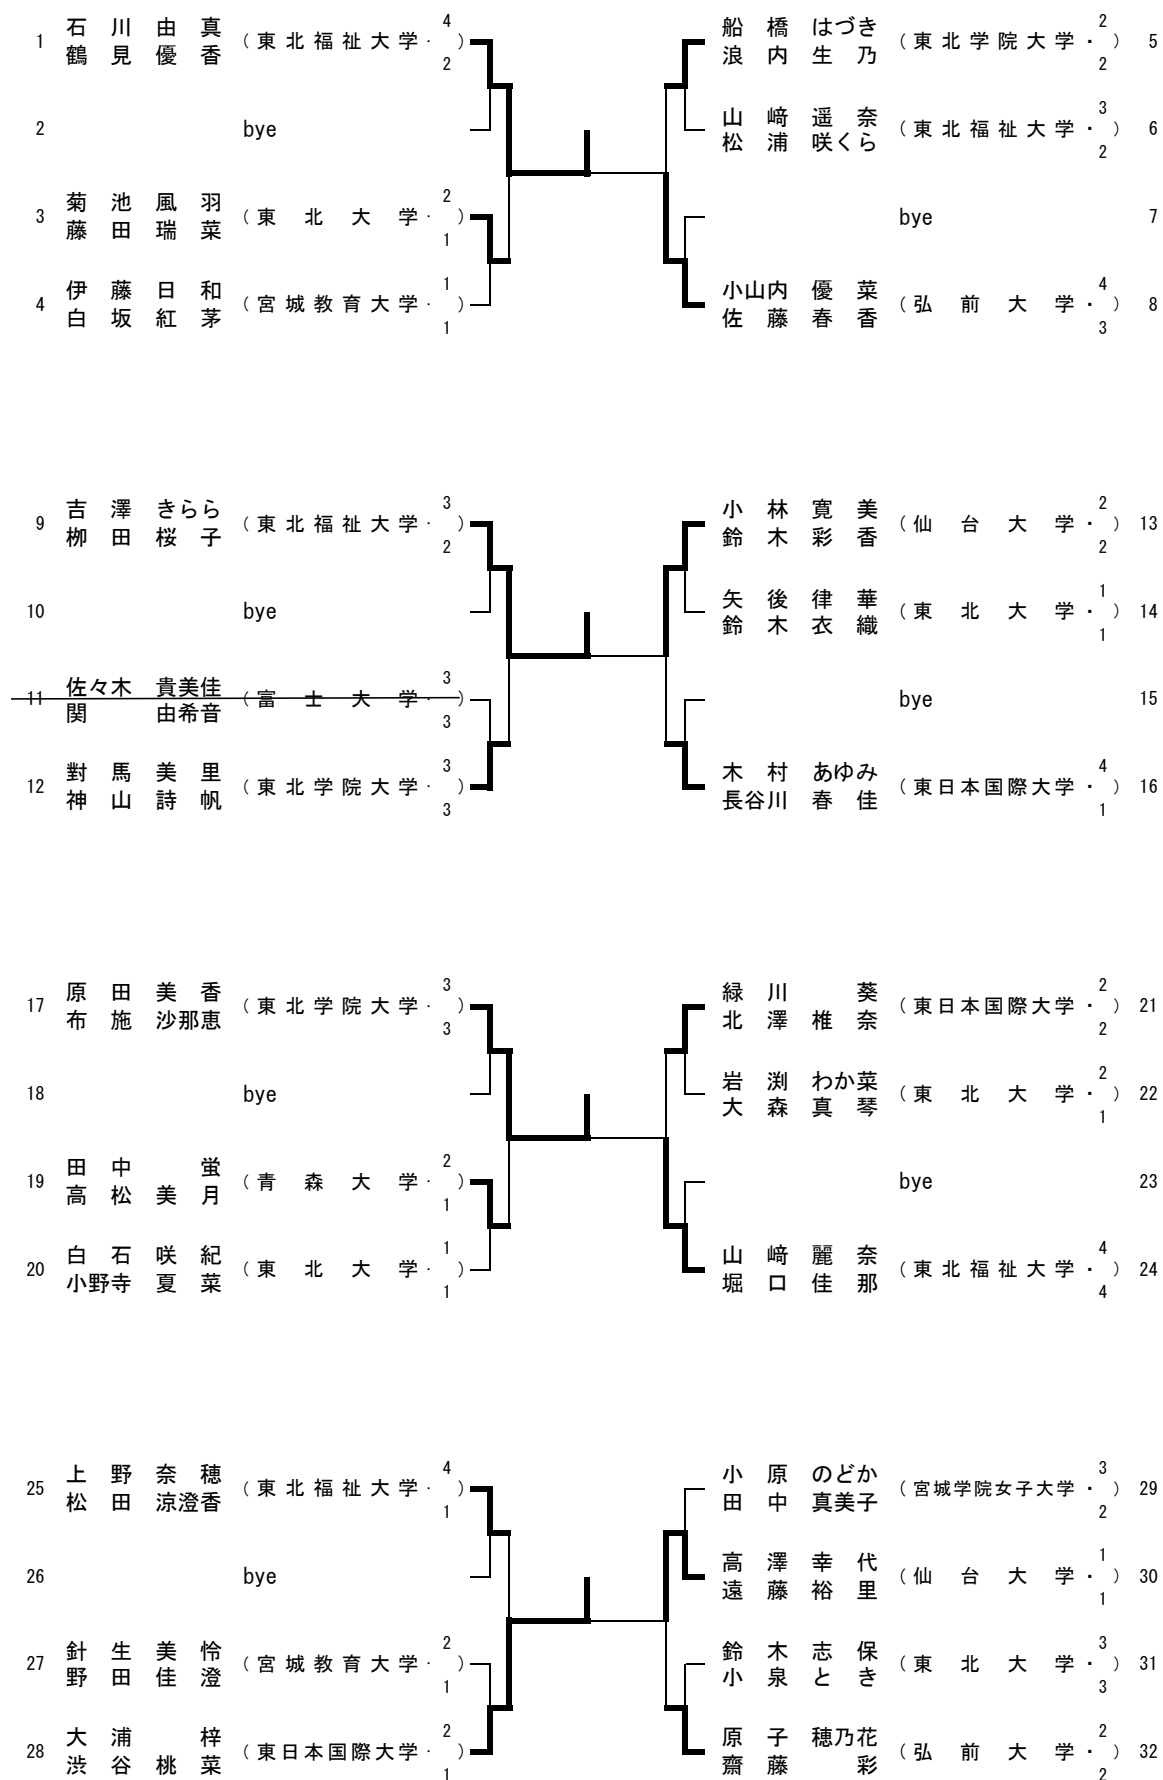 1 石川由真 (東北福祉大学・4
鶴見優香 2)
2 bye
3 菊池風羽 (東北大学・2
藤田瑞菜 1)
4 伊藤日和 (宮城教育大学・1
白坂紅茅 1)
船橋はづき (東北学院大学・2
浪内生乃 2) 5
山﨑遥奈 (東北福祉大学・3
松浦咲くら 2) 6
bye 7
小山内優菜 (弘前大学・4
佐藤春香 3) 8
9 吉澤きらら (東北福祉大学・3
栁田桜子 2)
10 bye
11 佐々木貴美佳 (富士大学・3
関由希音 3)
12 對馬美里 (東北学院大学・3
神山詩帆 3)
小林寛美 (仙台大学・2
鈴木彩香 2) 13
矢後律華 (東北大学・1
鈴木衣織 1) 14
bye 15
木村あゆみ (東日本国際大学・4
長谷川春佳 1) 16
17 原田美香 (東北学院大学・3
布施沙那恵 3)
18 bye
19 田中蛍 (青森大学・2
高松美月 1)
20 白石咲紀 (東北大学・1
小野寺夏菜 1)
緑川葵 (東日本国際大学・2
北澤椎奈 2) 21
岩渕わか菜 (東北大学・2
大森真琴 1) 22
bye 23
山﨑麗奈 (東北福祉大学・4
堀口佳那 4) 24
25 上野奈穂 (東北福祉大学・4
松田涼澄香 1)
26 bye
27 針生美怜 (宮城教育大学・2
野田佳澄 1)
28 大浦梓 (東日本国際大学・2
渋谷桃菜 1)
小原のどか (宮城学院女子大学・3
田中真美子 2) 29
高澤幸代 (仙台大学・1
遠藤裕里 1) 30
鈴木志保 (東北大学・3
小泉とき 3) 31
原子穂乃花 (弘前大学・2
齋藤彩 2) 32